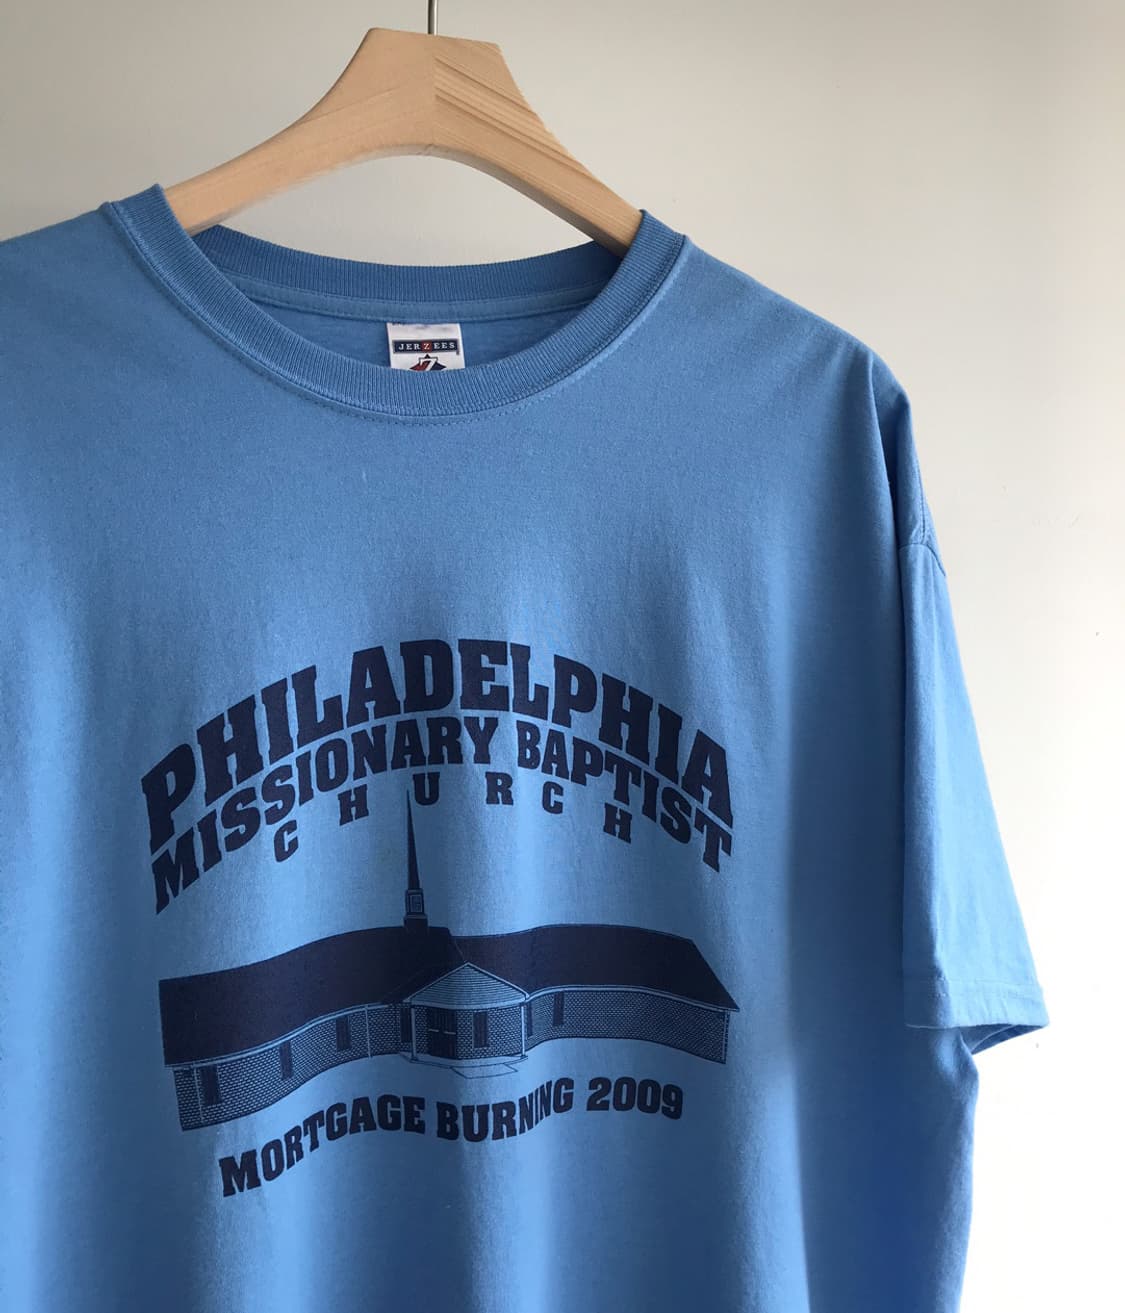 JERZEES
PHILADELPHIA
MISSIONARY BAPTIST
CHURCH
MORTGAGE BURNING 2009